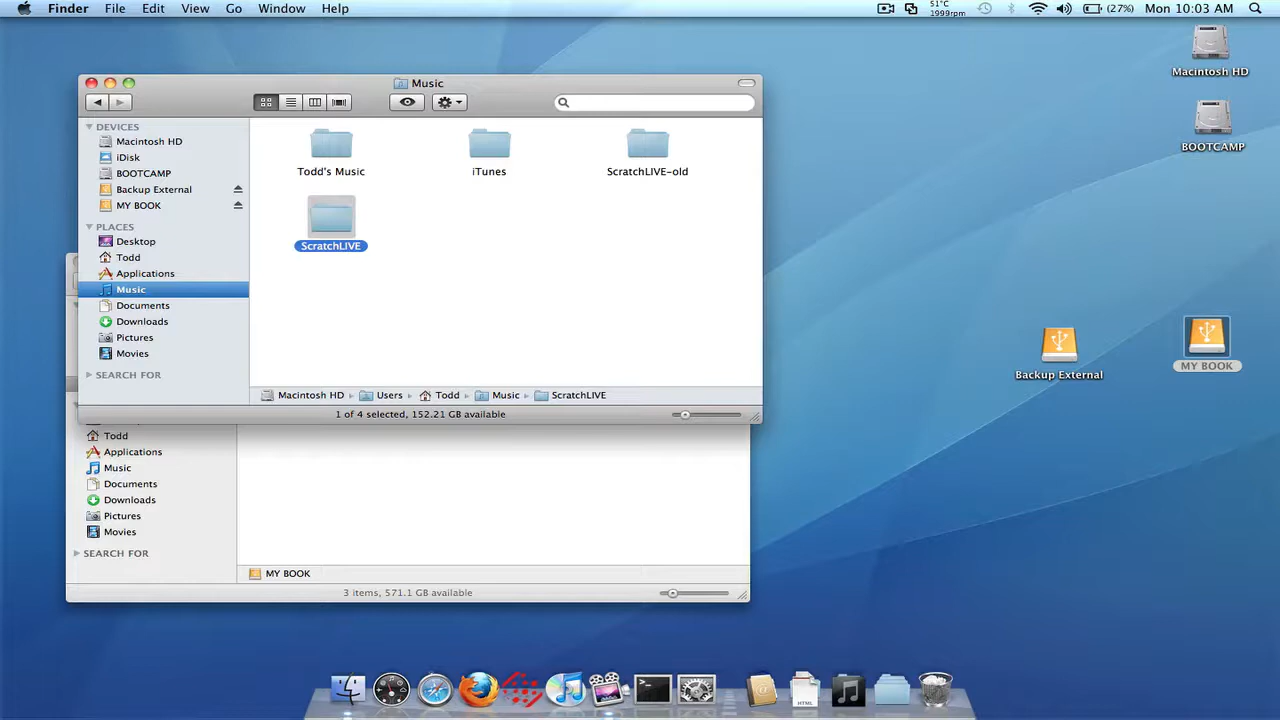 Finder File Edit View Go Window Help
51°C
1999rpm
(27%) Mon 10:03 AM
Macintosh HD
BOOTCAMP
Backup External
MY BOOK
Music
DEVICES
Macintosh HD
iDisk
BOOTCAMP
Backup External
MY BOOK
PLACES
Desktop
Todd
Applications
Music
Documents
Downloads
Pictures
Movies
SEARCH FOR
Todd's Music
iTunes
ScratchLIVE-old
ScratchLIVE
Macintosh HD Users Todd Music ScratchLIVE
1 of 4 selected, 152.21 GB available
Todd
Applications
Music
Documents
Downloads
Pictures
Movies
SEARCH FOR
MY BOOK
3 items, 571.1 GB available
HTML